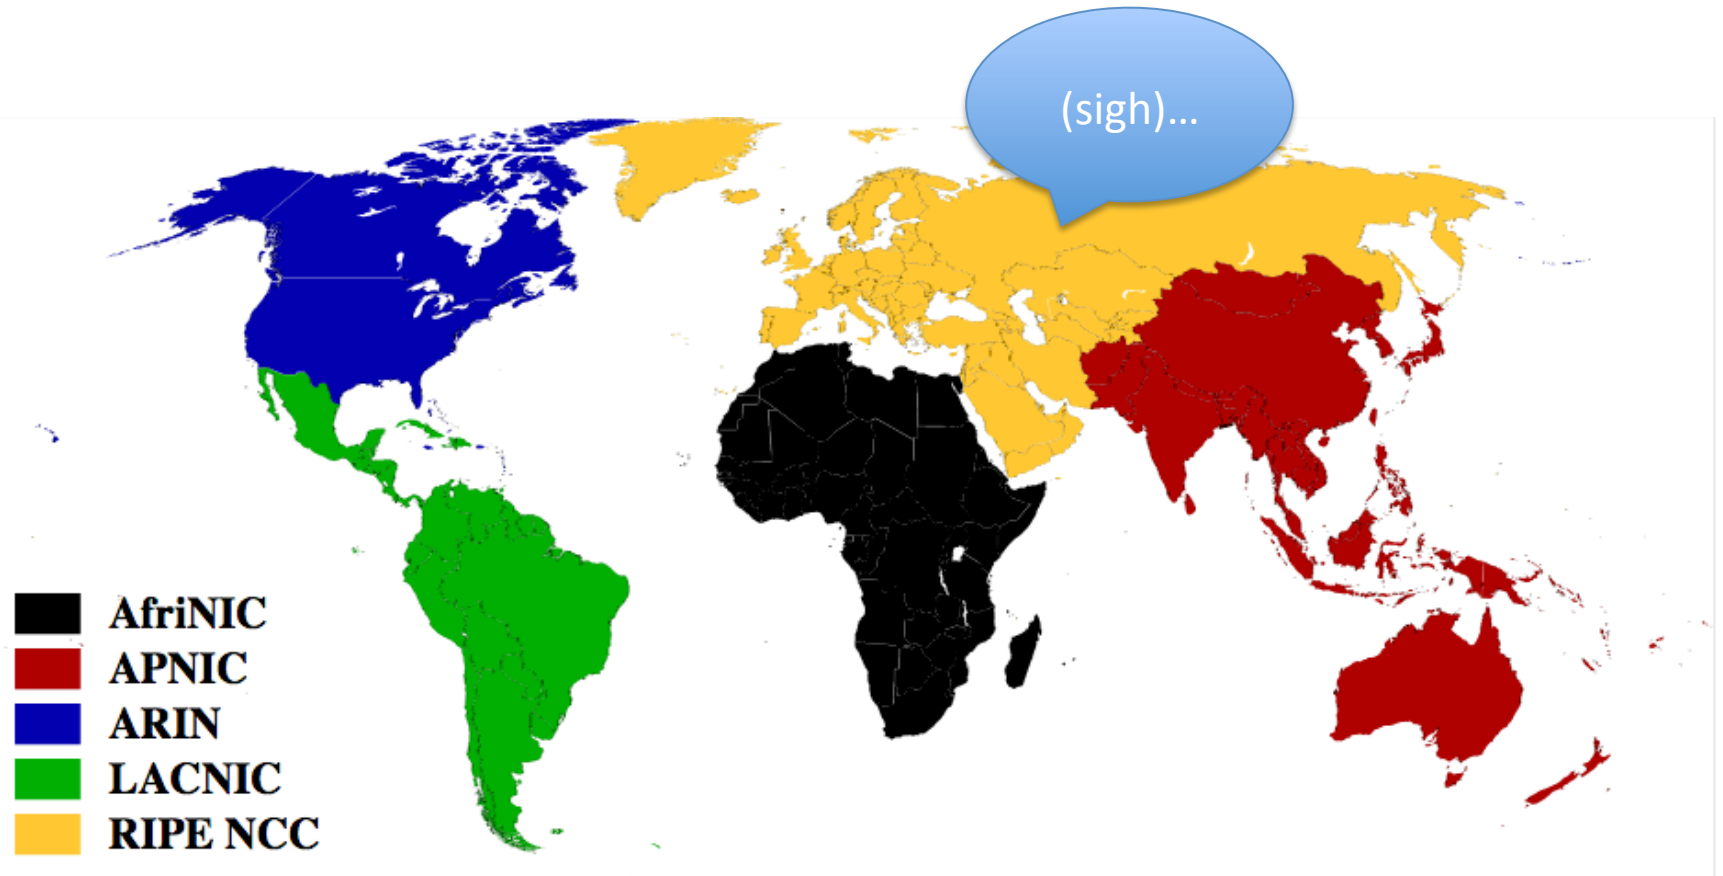 (sigh)...
AfriNIC
APNIC
ARIN
LACNIC
RIPE NCC